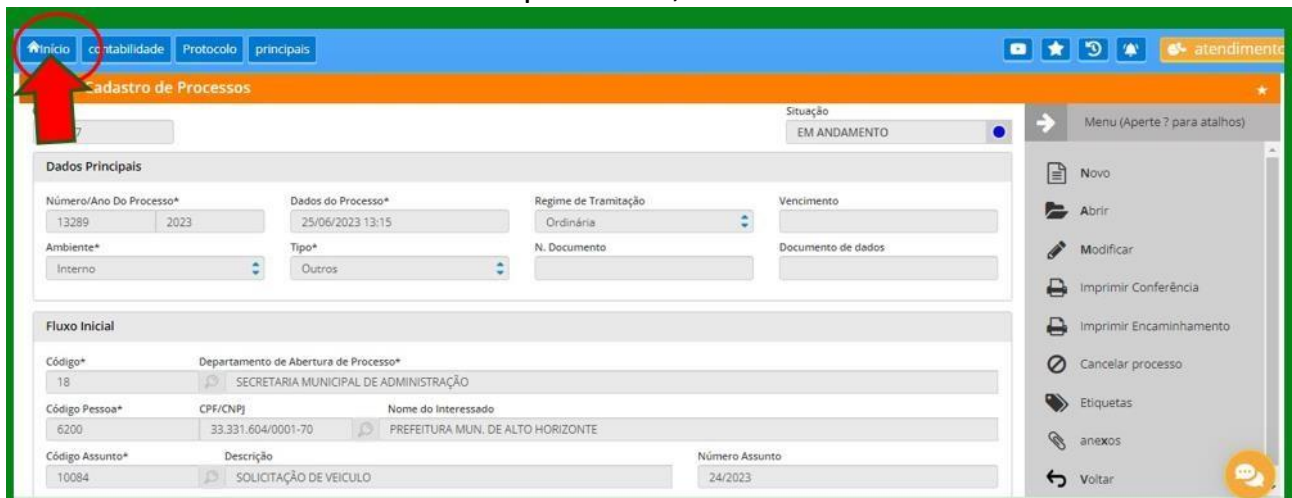 Início contabilidade Protocolo principais atendimento
Cadastro de Processos
Situação
7 EM ANDAMENTO
Menu (Aperte ? para atalhos)
Dados Principais
Número/Ano Do Processo* Dados do Processo* Regime de Tramitação Vencimento
13289 2023 25/06/2023 13:15 Ordinária
Ambiente* Tipo* N. Documento Documento de dados
Interno Outros
Fluxo Inicial
Código* Departamento de Abertura de Processo*
18 SECRETARIA MUNICIPAL DE ADMINISTRAÇÃO
Código Pessoa* CPF/CNPJ Nome do Interessado
6200 33.331.604/0001-70 PREFEITURA MUN. DE ALTO HORIZONTE
Código Assunto* Descrição Número Assunto
10084 SOLICITAÇÃO DE VEICULO 24/2023
Novo
Abrir
Modificar
Imprimir Conferência
Imprimir Encaminhamento
Cancelar processo
Etiquetas
anexos
Voltar